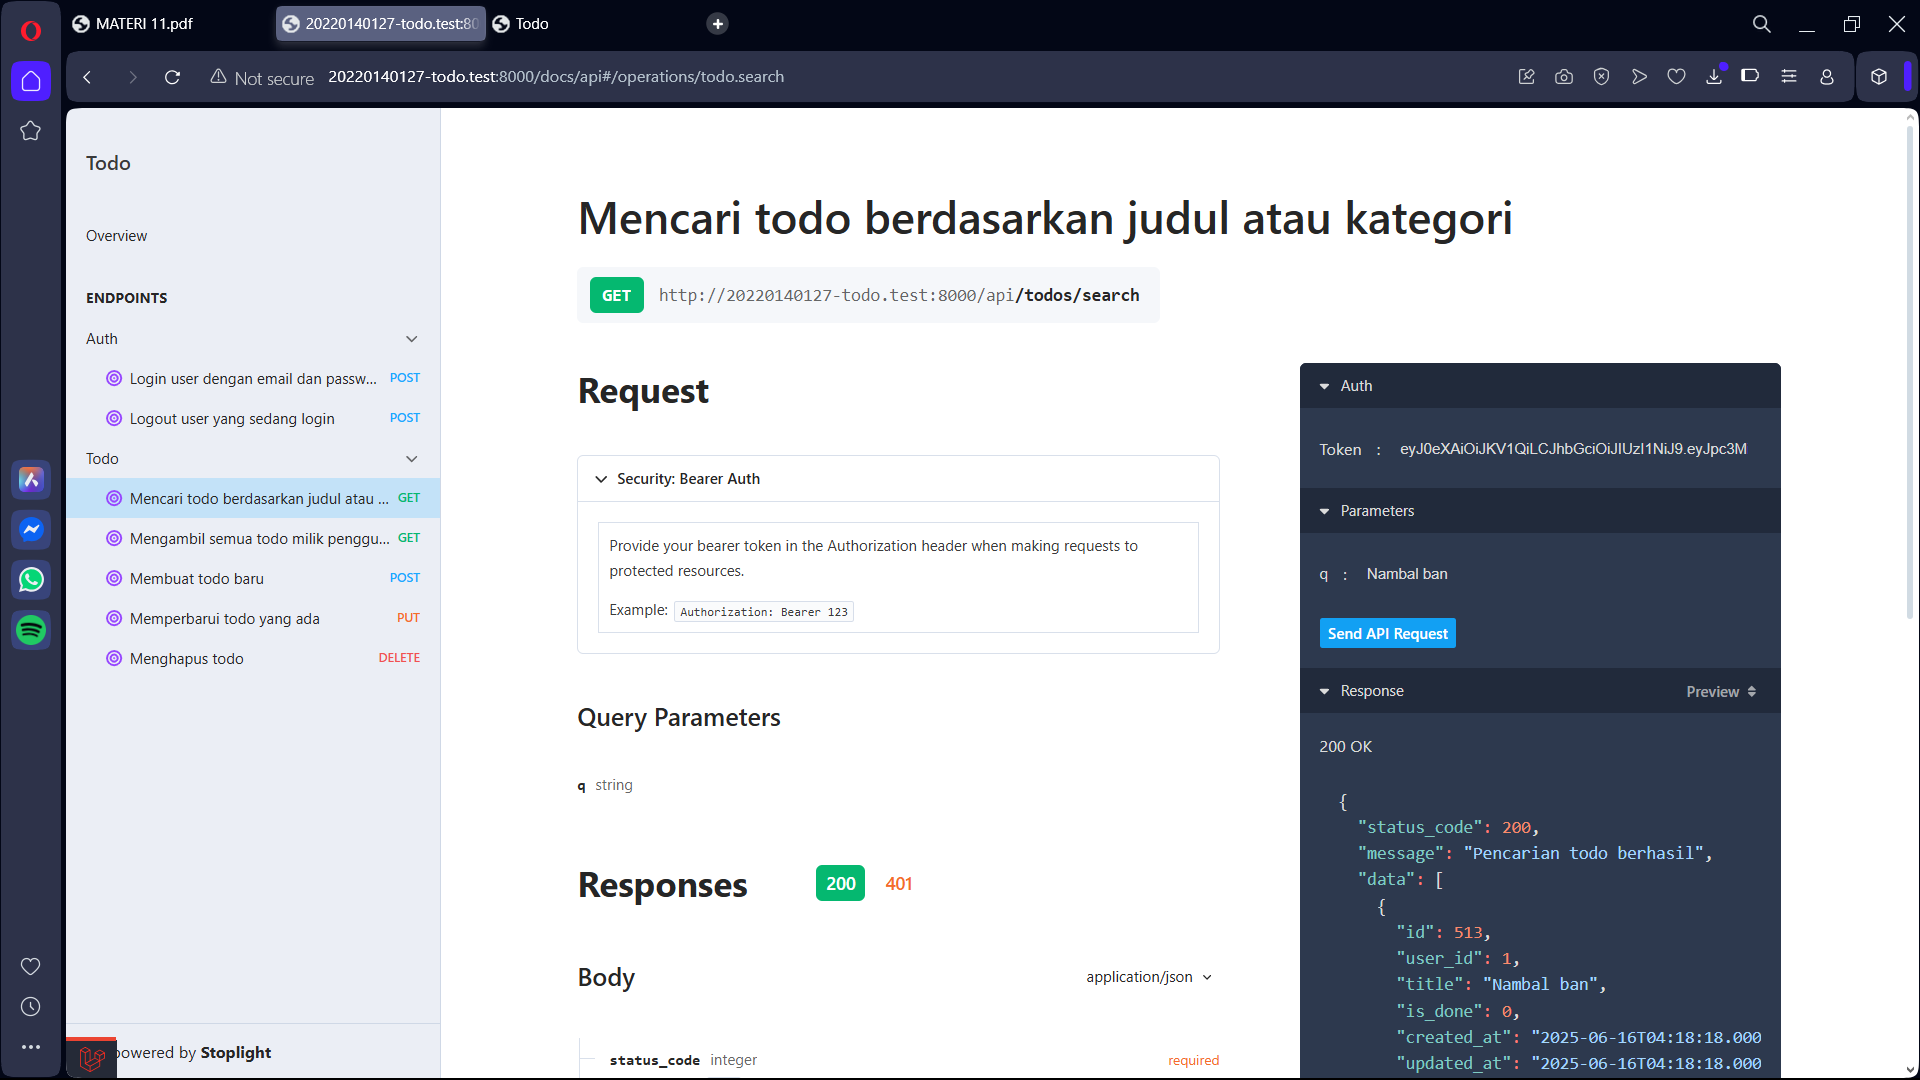 MATERI 11.pdf
20220140127-todo.test:80
Todo
Not secure
20220140127-todo.test:8000/docs/api#/operations/todo.search
Todo
Overview
ENDPOINTS
Auth
Login user dengan email dan passw... POST
Logout user yang sedang login POST
Todo
Mencari todo berdasarkan judul atau ... GET
Mengambil semua todo milik penggu... GET
Membuat todo baru POST
Memperbarui todo yang ada PUT
Menghapus todo DELETE
powered by Stoplight
Mencari todo berdasarkan judul atau kategori
GET http://20220140127-todo.test:8000/api/todos/search
Request
Security: Bearer Auth
Provide your bearer token in the Authorization header when making requests to
protected resources.
Example: Authorization: Bearer 123
Query Parameters
q string
Responses 200 401
Body application/json
status_code integer required
Auth
Token : eyJ0eXAiOiJKV1QiLCJhbGciOiJIUzI1NiJ9.eyJpc3M
Parameters
q : Nambal ban
Send API Request
Response Preview
200 OK
{
"status_code": 200,
"message": "Pencarian todo berhasil",
"data": [
{
"id": 513,
"user_id": 1,
"title": "Nambal ban",
"is_done": 0,
"created_at": "2025-06-16T04:18:18.000
"updated_at": "2025-06-16T04:18:18.000